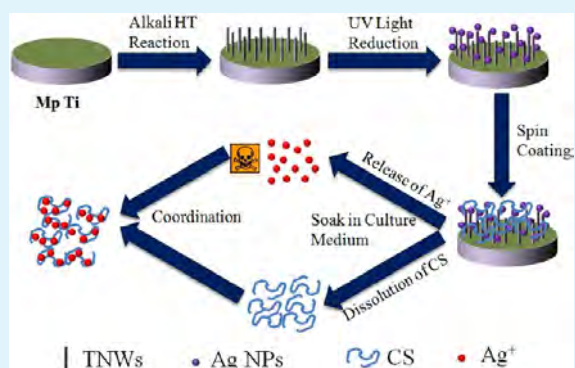 Alkali HT
Reaction
UV Light
Reduction
Mp Ti
Spin
Coating
Release of Ag⁺
Coordination
Soak in Culture
Medium
Dissolution of CS
TNWs
Ag NPs
CS
Ag⁺